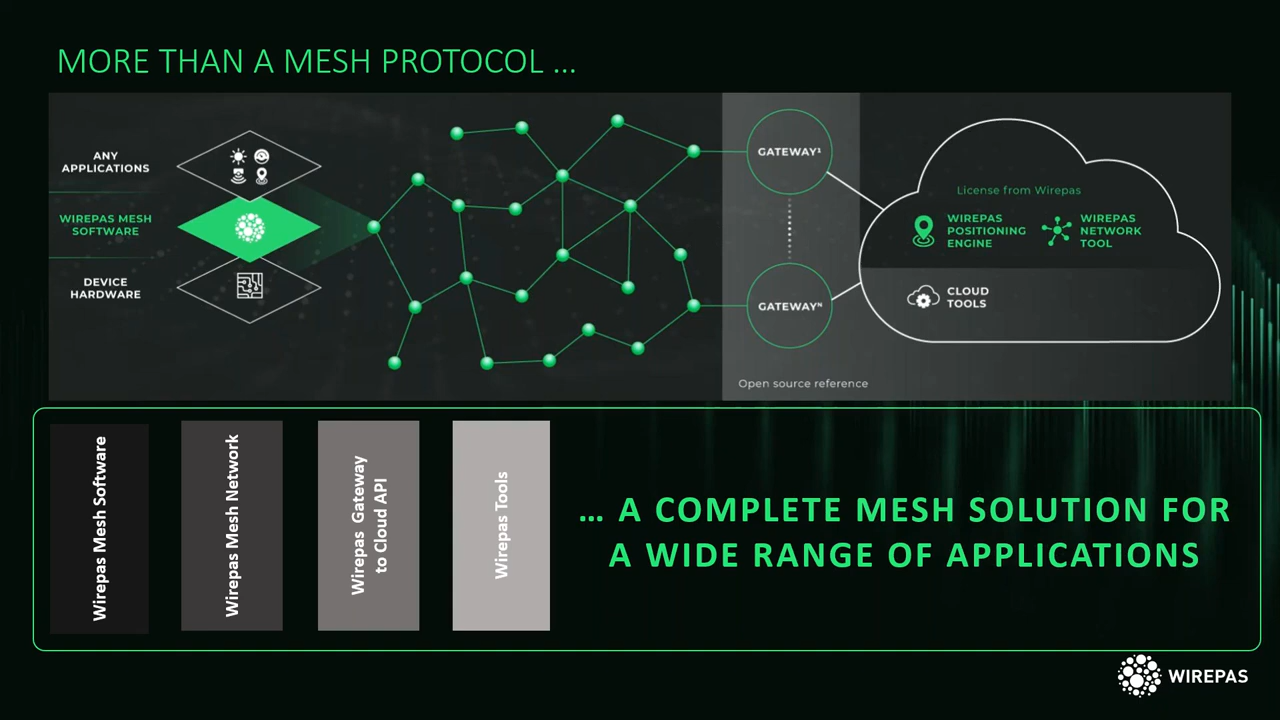 MORE THAN A MESH PROTOCOL ...
ANY
APPLICATIONS
WIREPAS MESH
SOFTWARE
DEVICE
HARDWARE
GATEWAY¹
GATEWAYᴺ
Open source reference
License from Wirepas
WIREPAS
POSITIONING
ENGINE
WIREPAS
NETWORK
TOOL
CLOUD
TOOLS
Wirepas Mesh Software
Wirepas Mesh Network
Wirepas Gateway
to Cloud API
Wirepas Tools
... A COMPLETE MESH SOLUTION FOR
A WIDE RANGE OF APPLICATIONS
WIREPAS